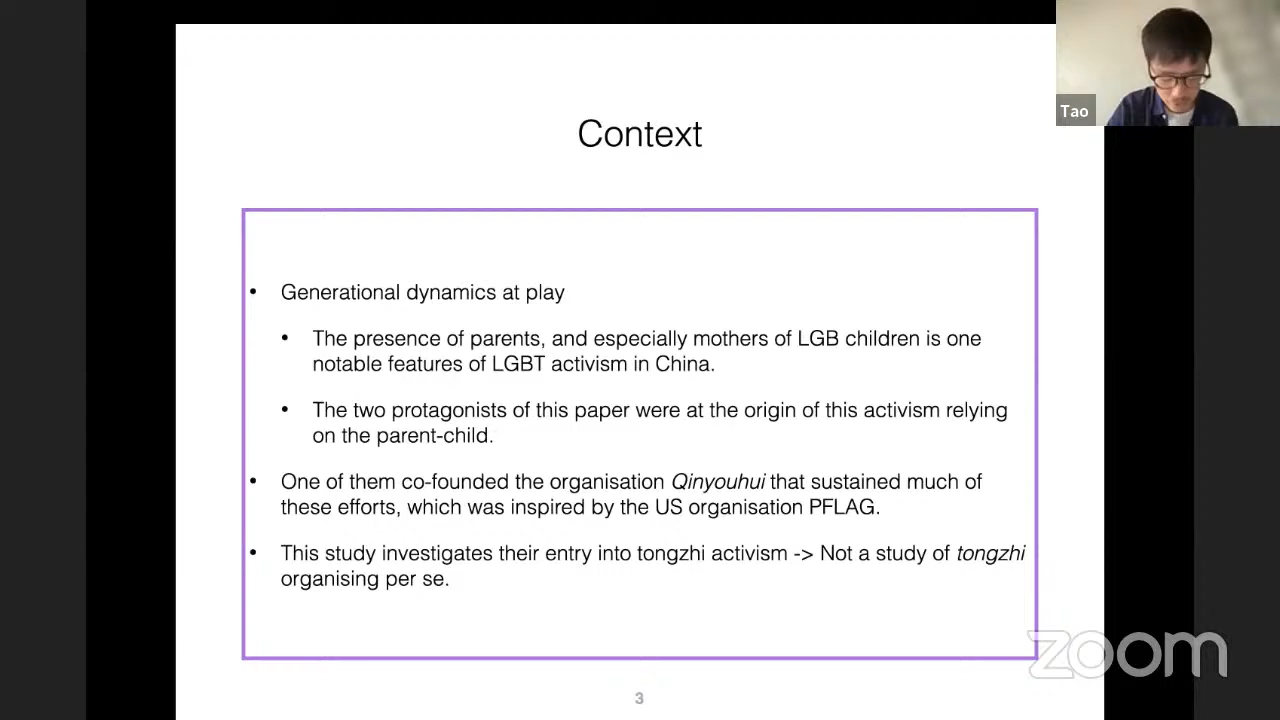 Tao
Context
• Generational dynamics at play
• The presence of parents, and especially mothers of LGB children is one
notable features of LGBT activism in China.
• The two protagonists of this paper were at the origin of this activism relying
on the parent-child.
• One of them co-founded the organisation Qinyouhui that sustained much of
these efforts, which was inspired by the US organisation PFLAG.
• This study investigates their entry into tongzhi activism -> Not a study of tongzhi
organising per se.
zoom
3